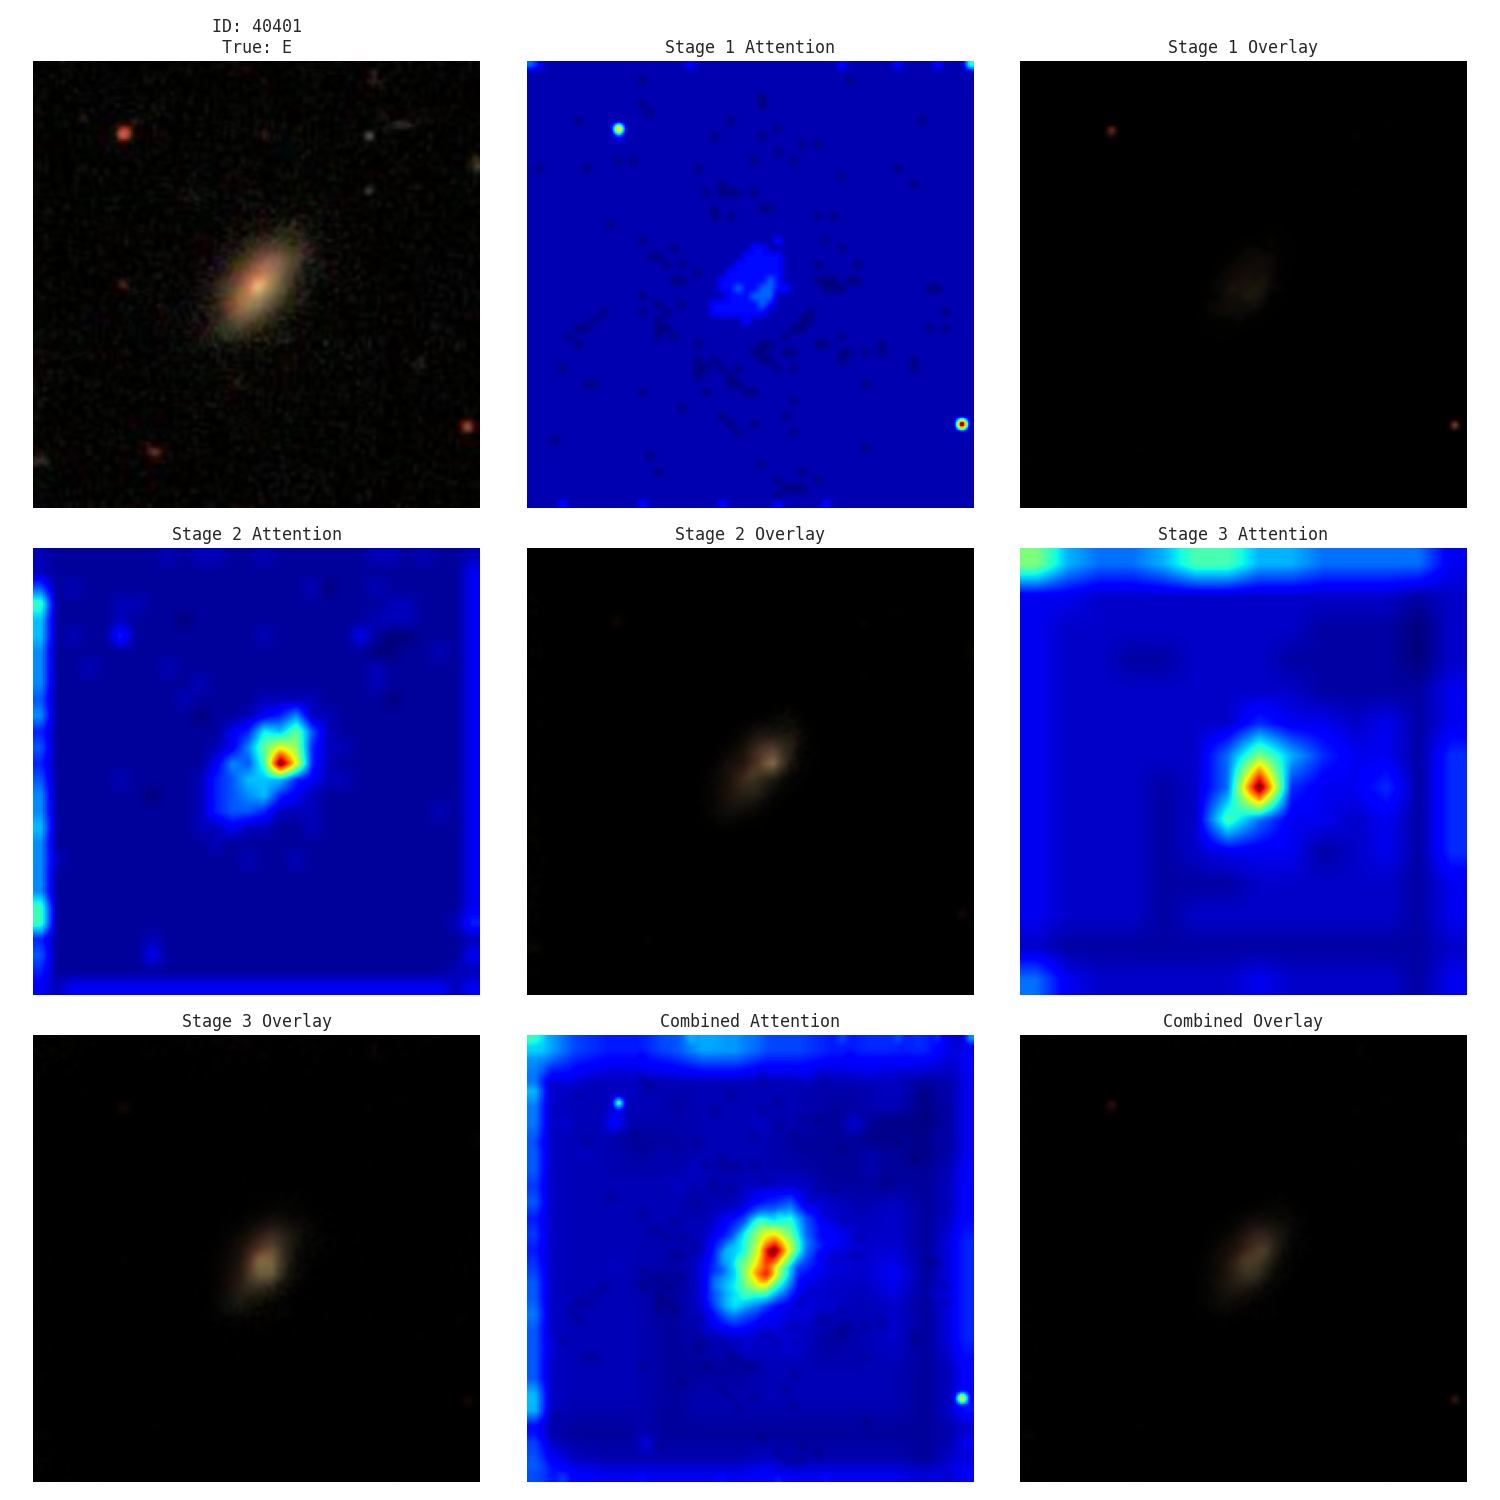 ID: 40401
True: E
Stage 1 Attention
Stage 1 Overlay
Stage 2 Attention
Stage 2 Overlay
Stage 3 Attention
Stage 3 Overlay
Combined Attention
Combined Overlay